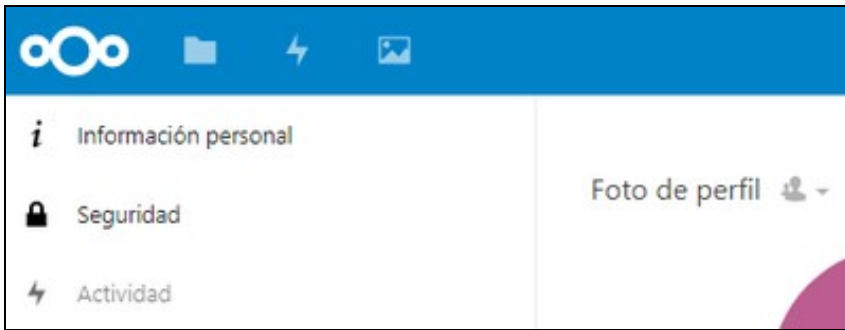 Información personal
Foto de perfil
Seguridad
Actividad